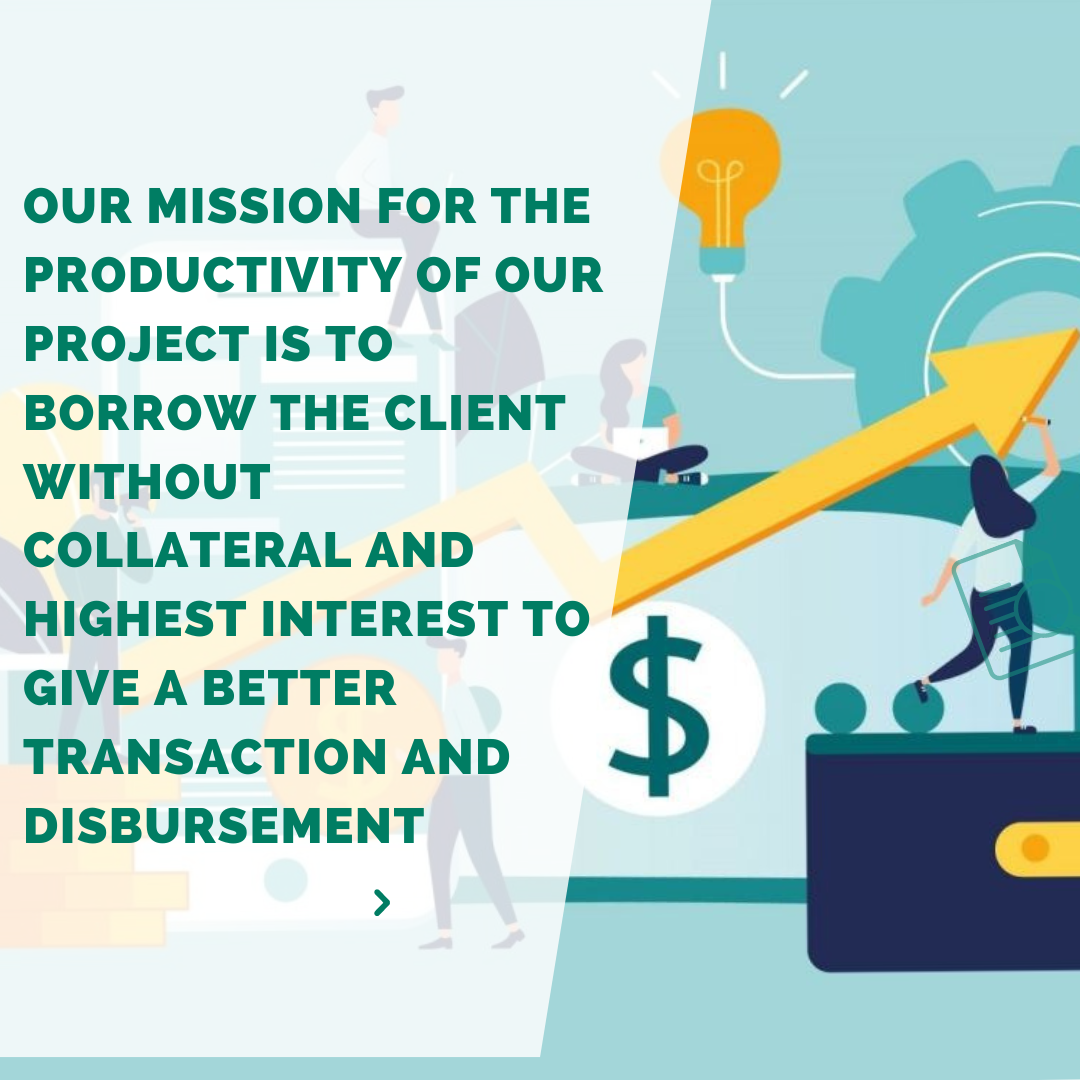 OUR MISSION FOR THE
PRODUCTIVITY OF OUR
PROJECT IS TO
BORROW THE CLIENT
WITHOUT
COLLATERAL AND
HIGHEST INTEREST TO
GIVE A BETTER
TRANSACTION AND
DISBURSEMENT
$